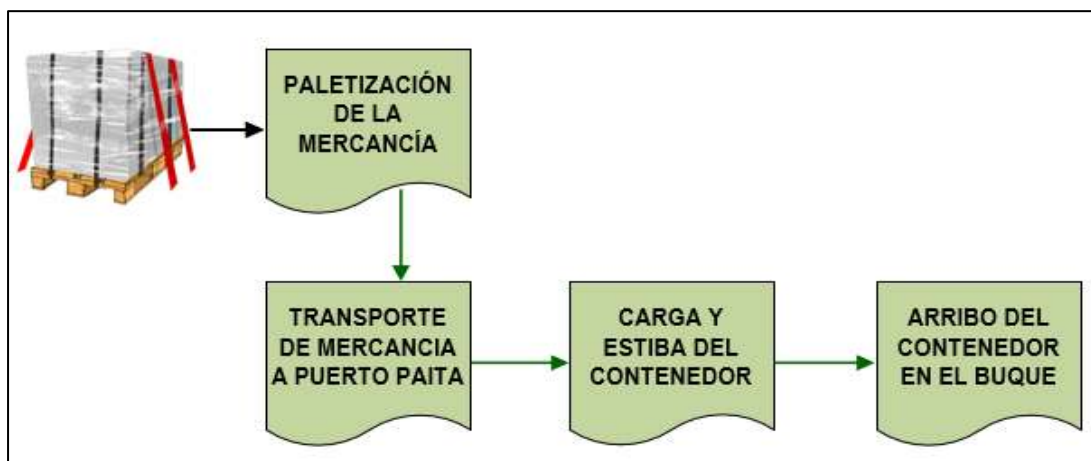 PALETIZACIÓN
DE LA
MERCANCÍA
TRANSPORTE
DE MERCANCIA
A PUERTO PAITA
CARGA Y
ESTIBA DEL
CONTENEDOR
ARRIBO DEL
CONTENEDOR
EN EL BUQUE